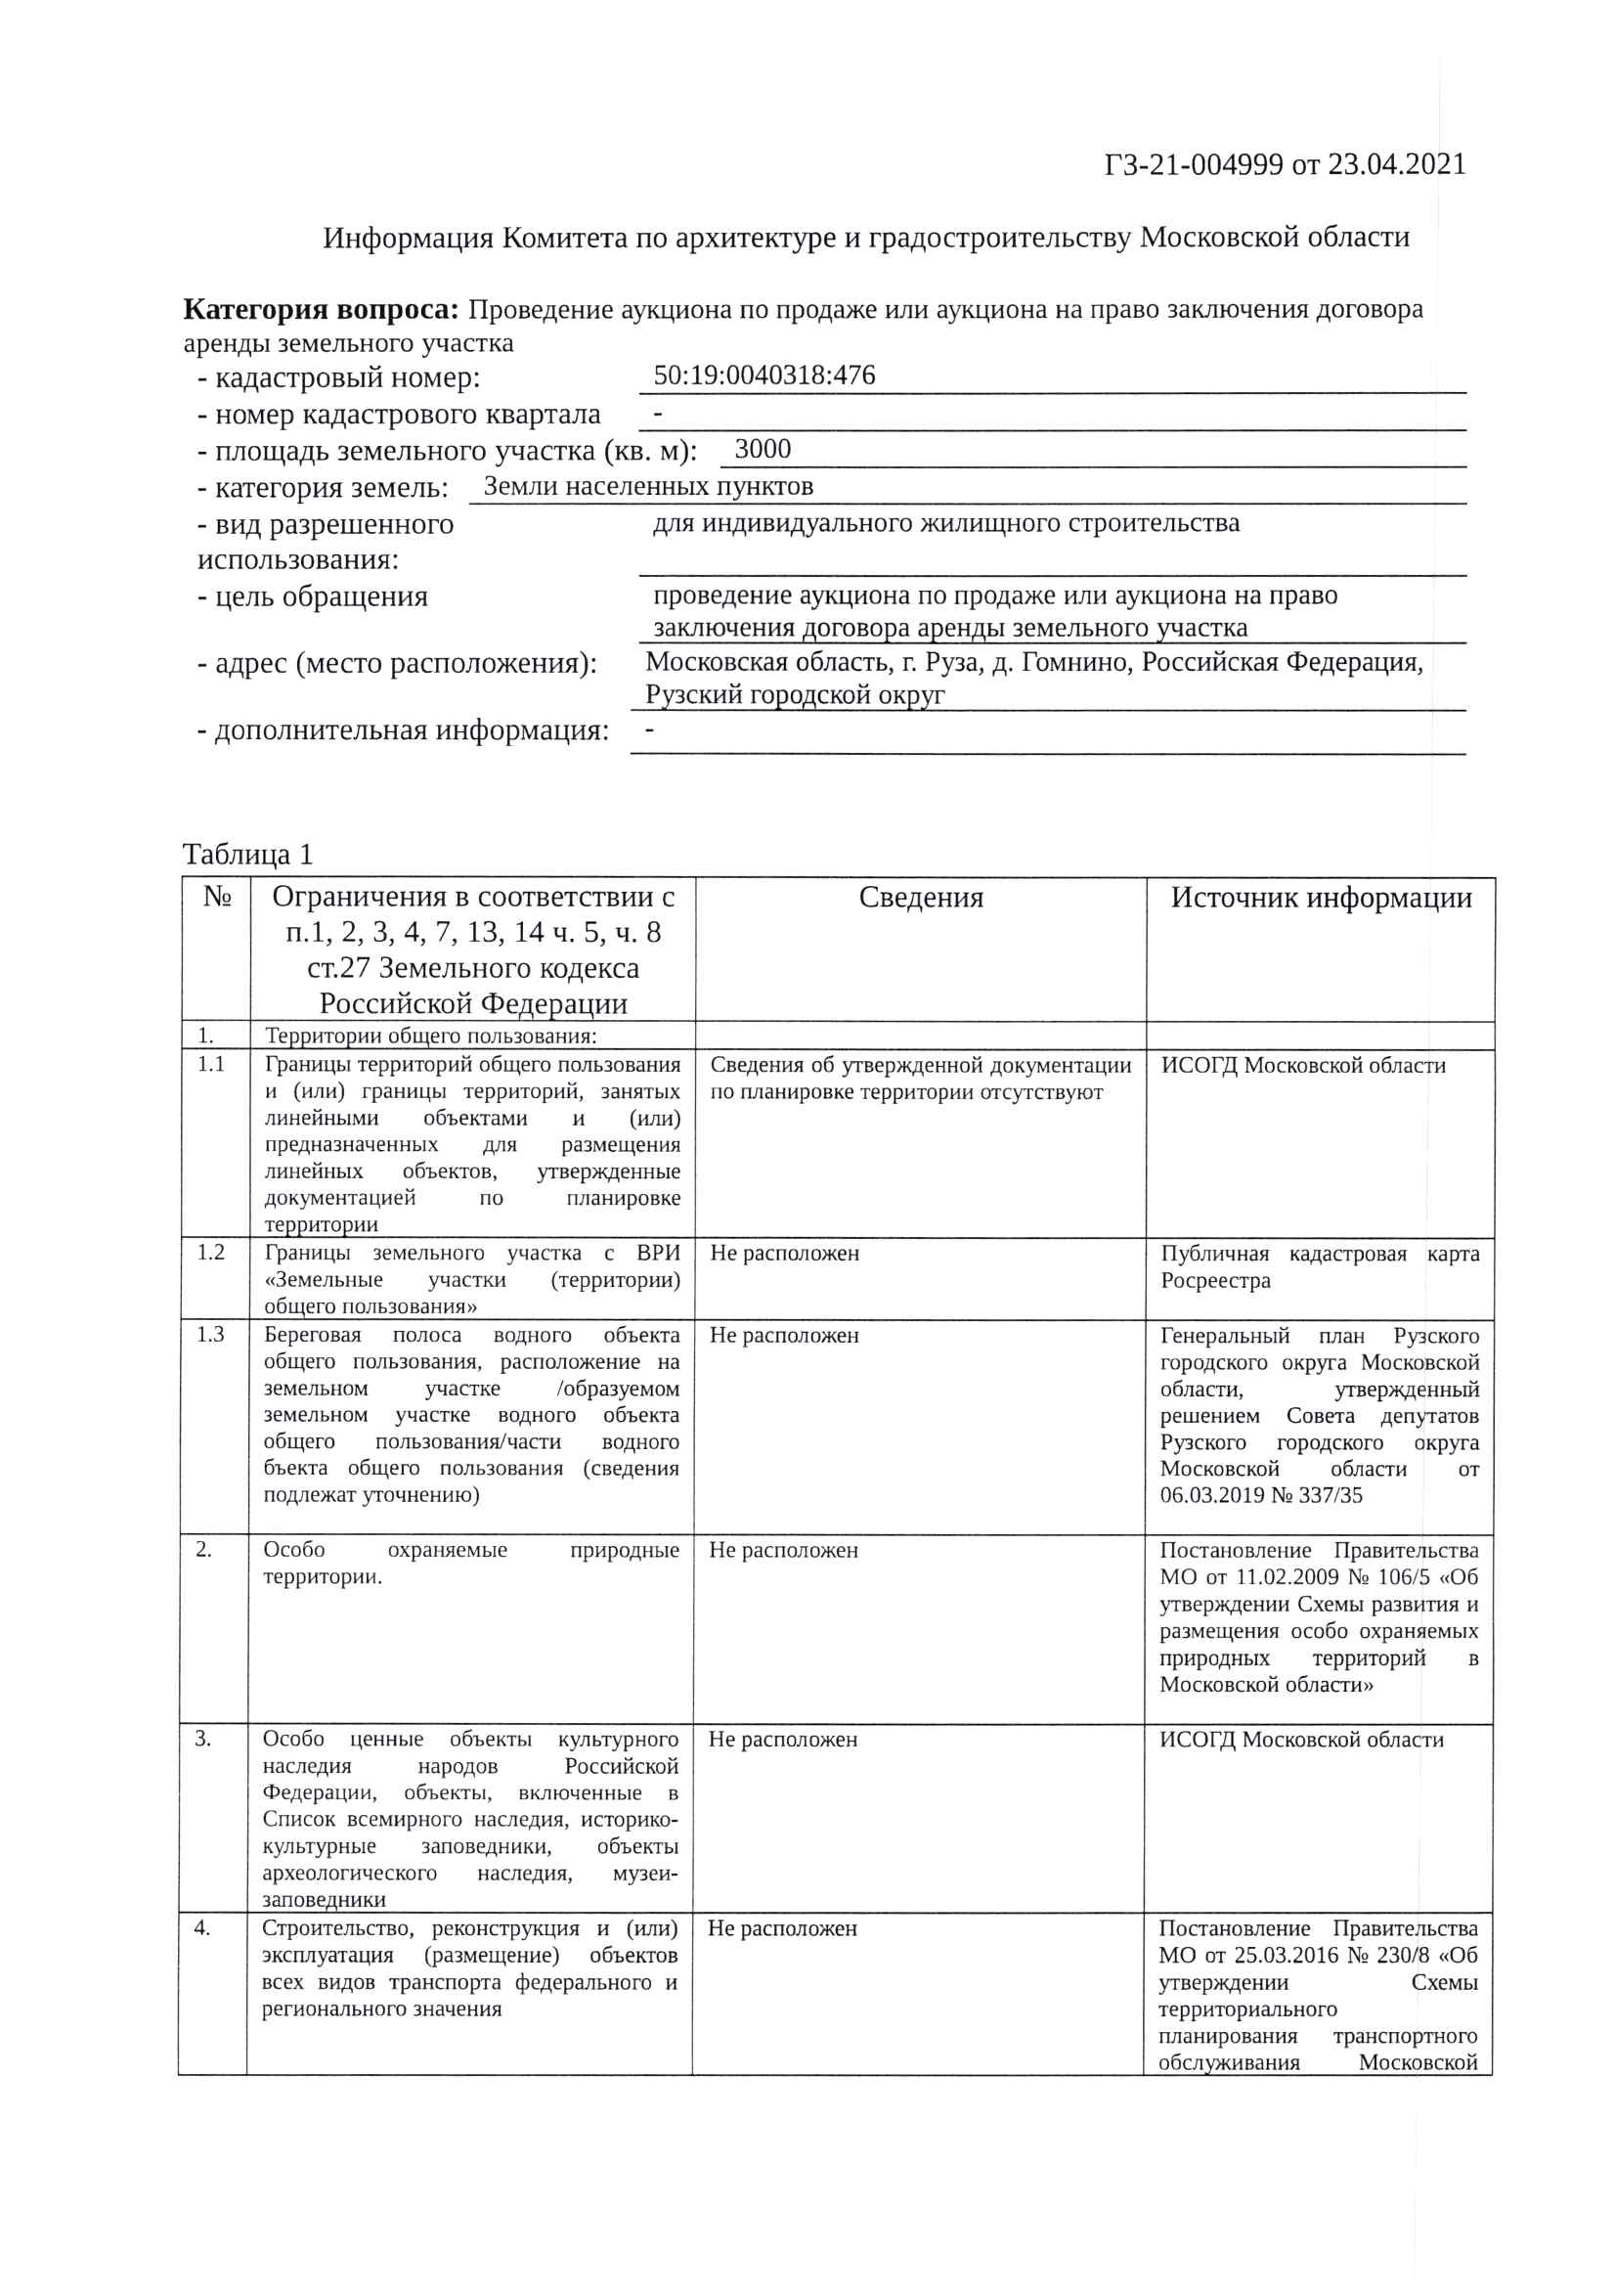 ГЗ-21-004999 от 23.04.2021
Информация Комитета по архитектуре и градостроительству Московской области
Категория вопроса: Проведение аукциона по продаже или аукциона на право заключения договора
аренды земельного участка
- кадастровый номер: 50:19:0040318:476
- номер кадастрового квартала -
- площадь земельного участка (кв. м): 3000
- категория земель: Земли населенных пунктов
- вид разрешенного для индивидуального жилищного строительства
использования:
- цель обращения проведение аукциона по продаже или аукциона на право
заключения договора аренды земельного участка
- адрес (место расположения): Московская область, г. Руза, д. Гомнино, Российская Федерация,
Рузский городской округ
- дополнительная информация: -
Таблица 1
№
Ограничения в соответствии с
п.1, 2, 3, 4, 7, 13, 14 ч. 5, ч. 8
ст.27 Земельного кодекса
Российской Федерации
Сведения
Источник информации
1.
Территории общего пользования:
1.1
Границы территорий общего пользования
и (или) границы территорий, занятых
линейными объектами и (или)
предназначенных для размещения
линейных объектов, утвержденные
документацией по планировке
территории
Сведения об утвержденной документации
по планировке территории отсутствуют
ИСОГД Московской области
1.2
Границы земельного участка с ВРИ
«Земельные участки (территории)
общего пользования»
Не расположен
Публичная кадастровая карта
Росреестра
1.3
Береговая полоса водного объекта
общего пользования, расположение на
земельном участке /образуемом
земельном участке водного объекта
общего пользования/части водного
бъекта общего пользования (сведения
подлежат уточнению)
Не расположен
Генеральный план Рузского
городского округа Московской
области, утвержденный
решением Совета депутатов
Рузского городского округа
Московской области от
06.03.2019 № 337/35
2.
Особо охраняемые природные
территории.
Не расположен
Постановление Правительства
МО от 11.02.2009 № 106/5 «Об
утверждении Схемы развития и
размещения особо охраняемых
природных территорий в
Московской области»
3.
Особо ценные объекты культурного
наследия народов Российской
Федерации, объекты, включенные в
Список всемирного наследия, историко-
культурные заповедники, объекты
археологического наследия, музеи-
заповедники
Не расположен
ИСОГД Московской области
4.
Строительство, реконструкция и (или)
эксплуатация (размещение) объектов
всех видов транспорта федерального и
регионального значения
Не расположен
Постановление Правительства
МО от 25.03.2016 № 230/8 «Об
утверждении Схемы
территориального
планирования транспортного
обслуживания Московской